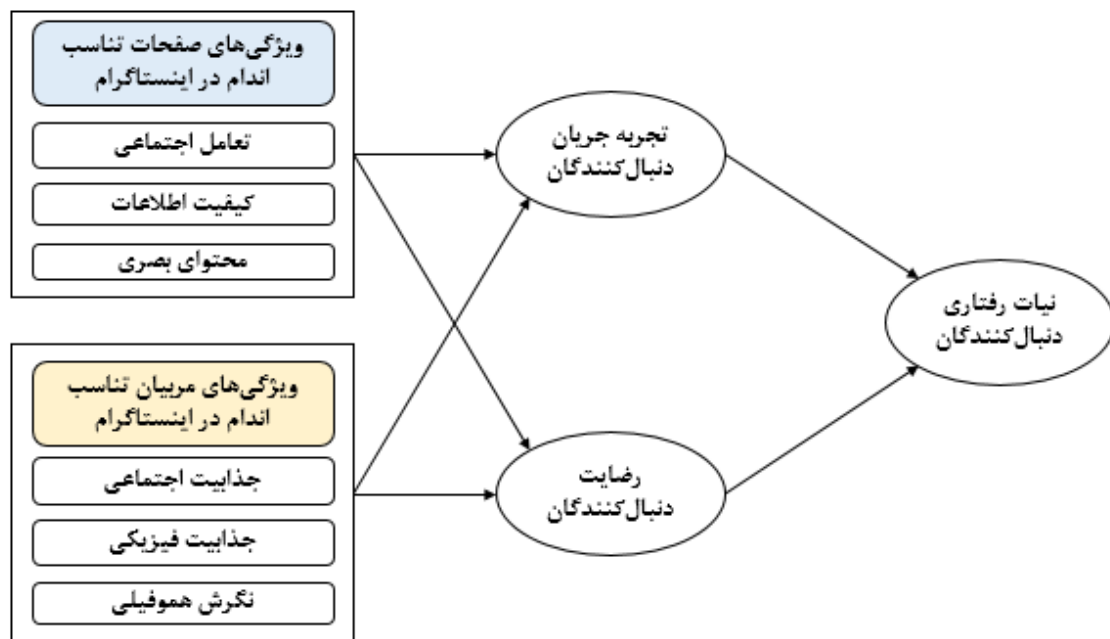 ویژگی‌های صفحات تناسب
اندام در اینستاگرام
تعامل اجتماعی
کیفیت اطلاعات
محتوای بصری
ویژگی‌های مربیان تناسب
اندام در اینستاگرام
جذابیت اجتماعی
جذابیت فیزیکی
نگرش هموفیلی
تجربه جریان
دنبال‌کنندگان
رضایت
دنبال‌کنندگان
نیات رفتاری
دنبال‌کنندگان